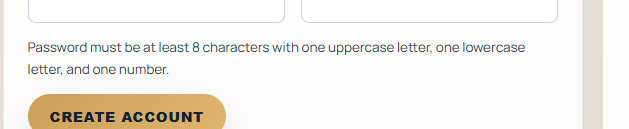 Password must be at least 8 characters with one uppercase letter, one lowercase
letter, and one number.
CREATE ACCOUNT